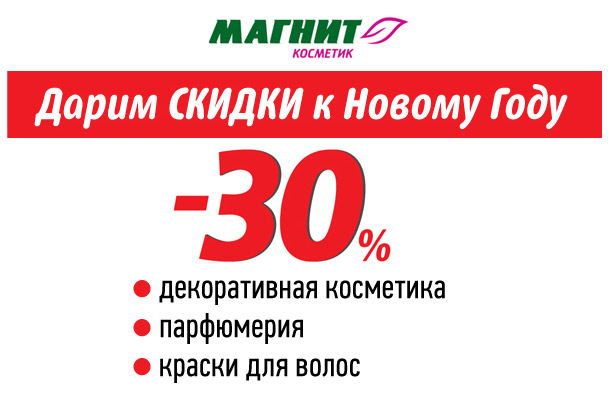 МАГНИТ
КОСМЕТИК
Дарим СКИДКИ к Новому Году
-30%
• декоративная косметика
• парфюмерия
• краски для волос